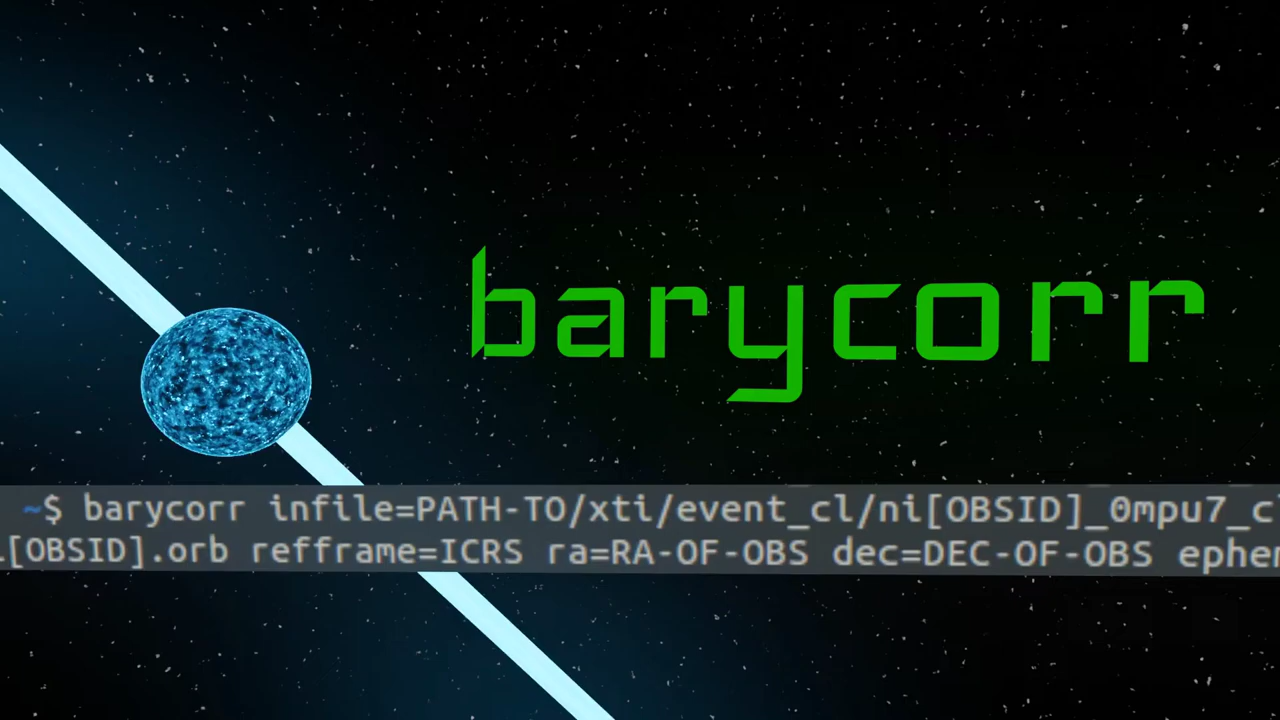 barycorr
~$ barycorr infile=PATH-TO/xti/event_cl/ni[OBSID]_0mpu7_c
[OBSID].orb refframe=ICRS ra=RA-OF-OBS dec=DEC-OF-OBS ephe